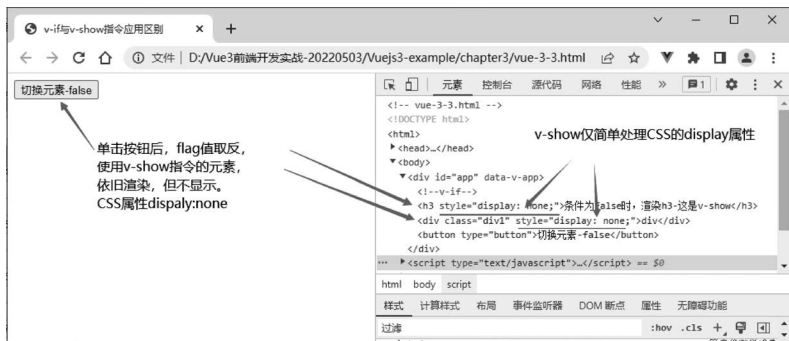 v-if与v-show指令应用区别
文件 | D:/Vue3前端开发实战-20220503/Vuejs3-example/chapter3/vue-3-3.html
切换元素-false
单击按钮后，flag值取反，
使用v-show指令的元素，
依旧渲染，但不显示。
CSS属性dispaly:none
元素 控制台 源代码 网络 性能 » 1
<!-- vue-3-3.html -->
<!DOCTYPE html>
<html>
v-show仅简单处理CSS的display属性
<head>…</head>
<body>
<div id="app" data-v-app>
<!--v-if-->
<h3 style="display: none;">条件为false时，渲染h3-这是v-show</h3>
<div class="div1" style="display: none;">div</div>
<button type="button">切换元素-false</button>
</div>
… <script type="text/javascript">…</script> == $0
html body script
样式 计算样式 布局 事件监听器 DOM 断点 属性 无障碍功能
过滤 :hov .cls +